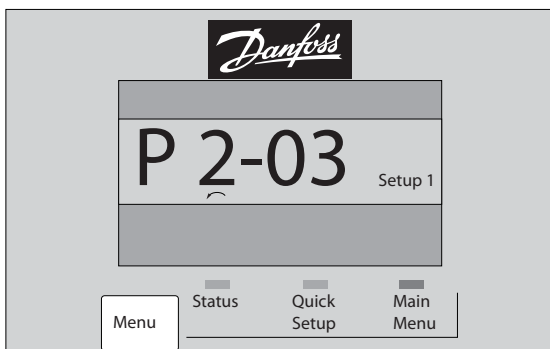 Danfoss
P 2-03
Setup 1
Menu
Status
Quick
Setup
Main
Menu